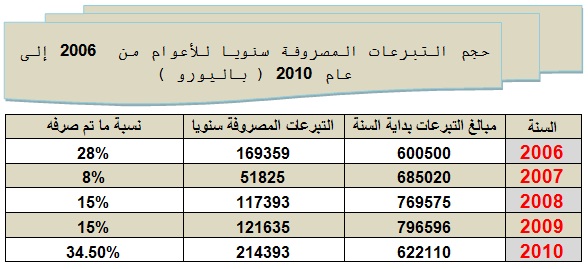 حجم التبرعات المصروفة سنويا للأعوام من 2006 إلى
عام 2010 ( باليورو )
السنة مبالغ التبرعات بداية السنة التبرعات المصروفة سنويا نسبة ما تم صرفه
2006 600500 169359 28%
2007 685020 51825 8%
2008 769575 117393 15%
2009 796596 121635 15%
2010 622110 214393 34.50%